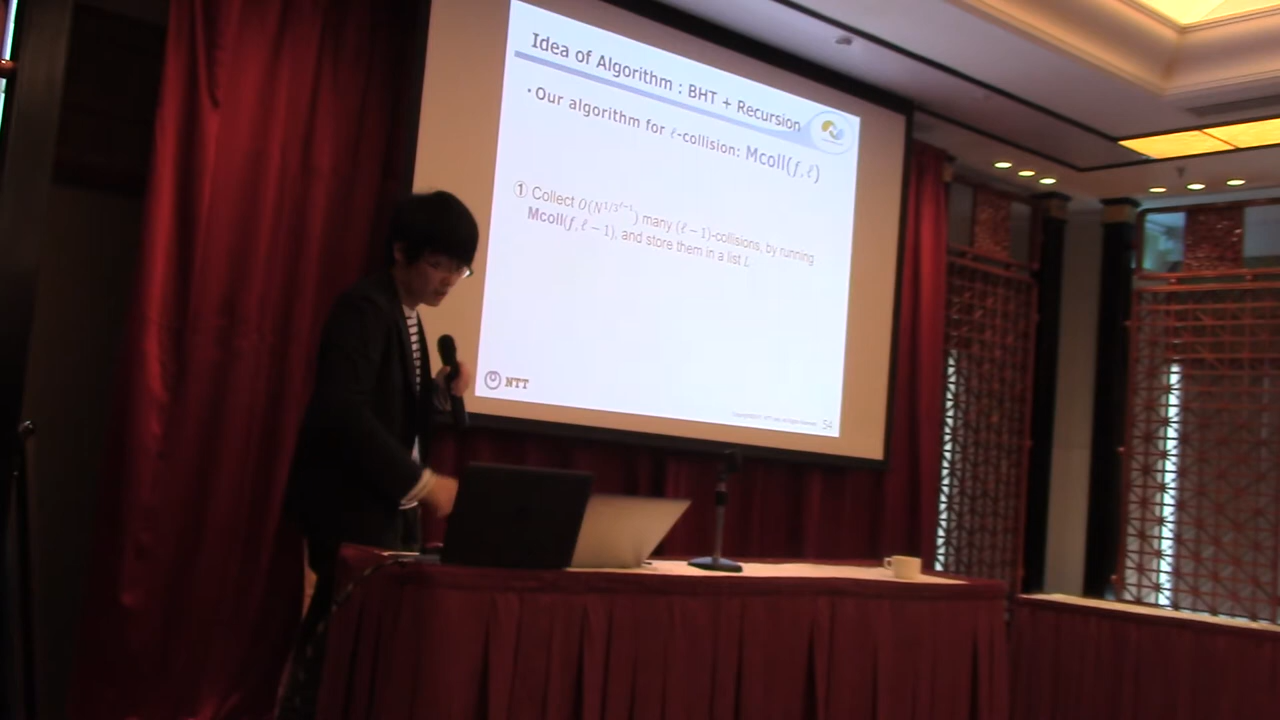 Idea of Algorithm : BHT + Recursion
・Our algorithm for ℓ-collision: Mcoll(f,ℓ)
① Collect O(N^{1/3^{ℓ-1}}) many (ℓ − 1)-collisions, by running
Mcoll(f,ℓ − 1), and store them in a list L.
NTT
54